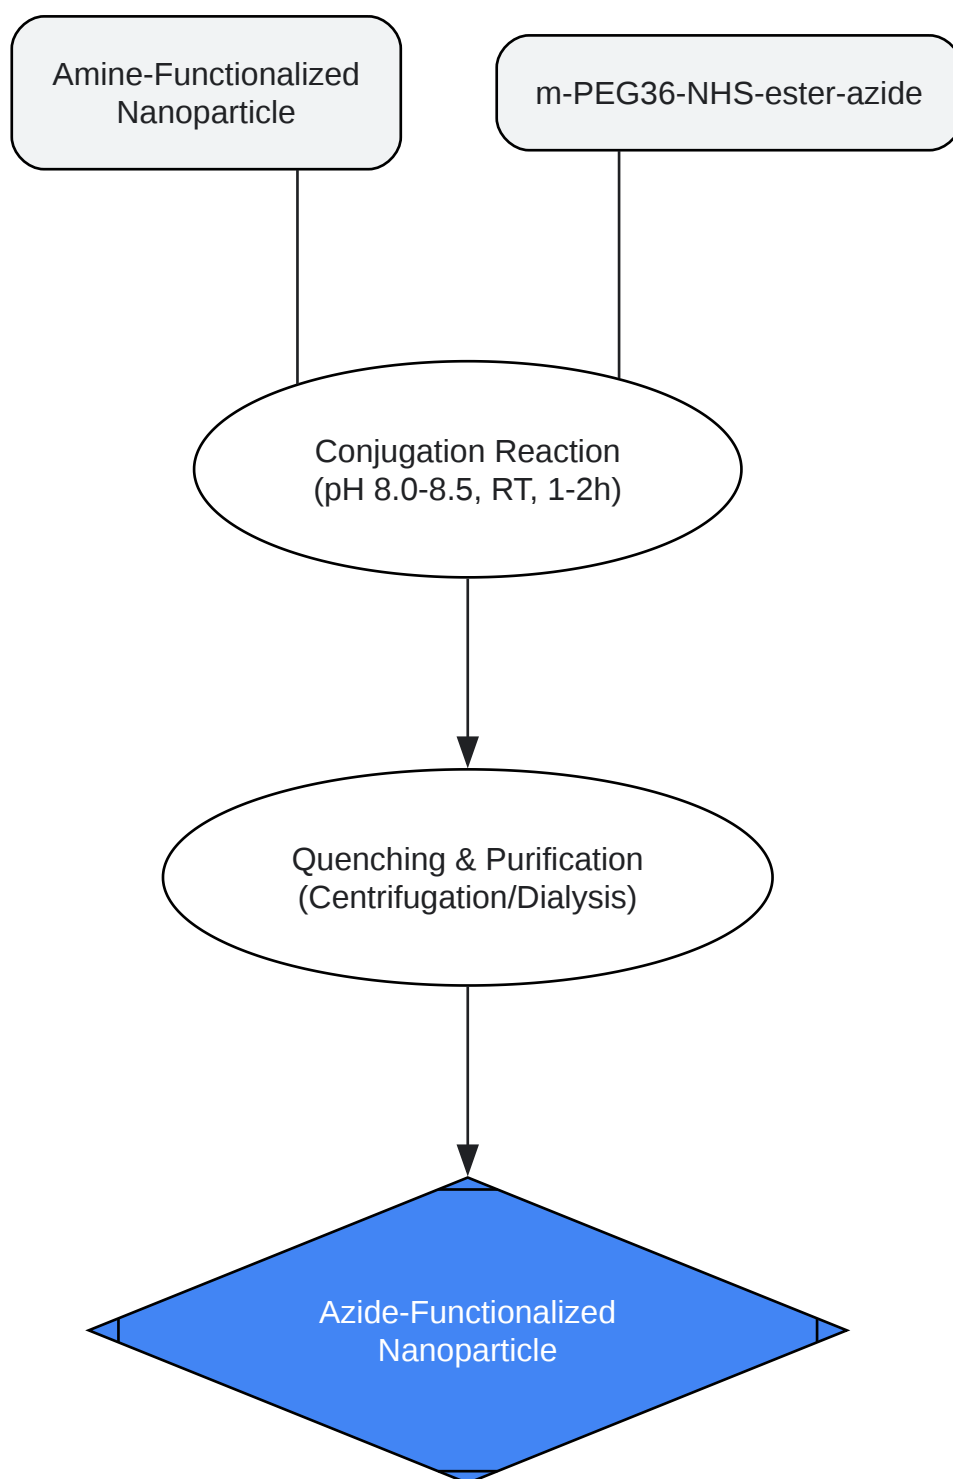 Amine-Functionalized
Nanoparticle
m-PEG36-NHS-ester-azide
Conjugation Reaction
(pH 8.0-8.5, RT, 1-2h)
Quenching & Purification
(Centrifugation/Dialysis)
Azide-Functionalized
Nanoparticle